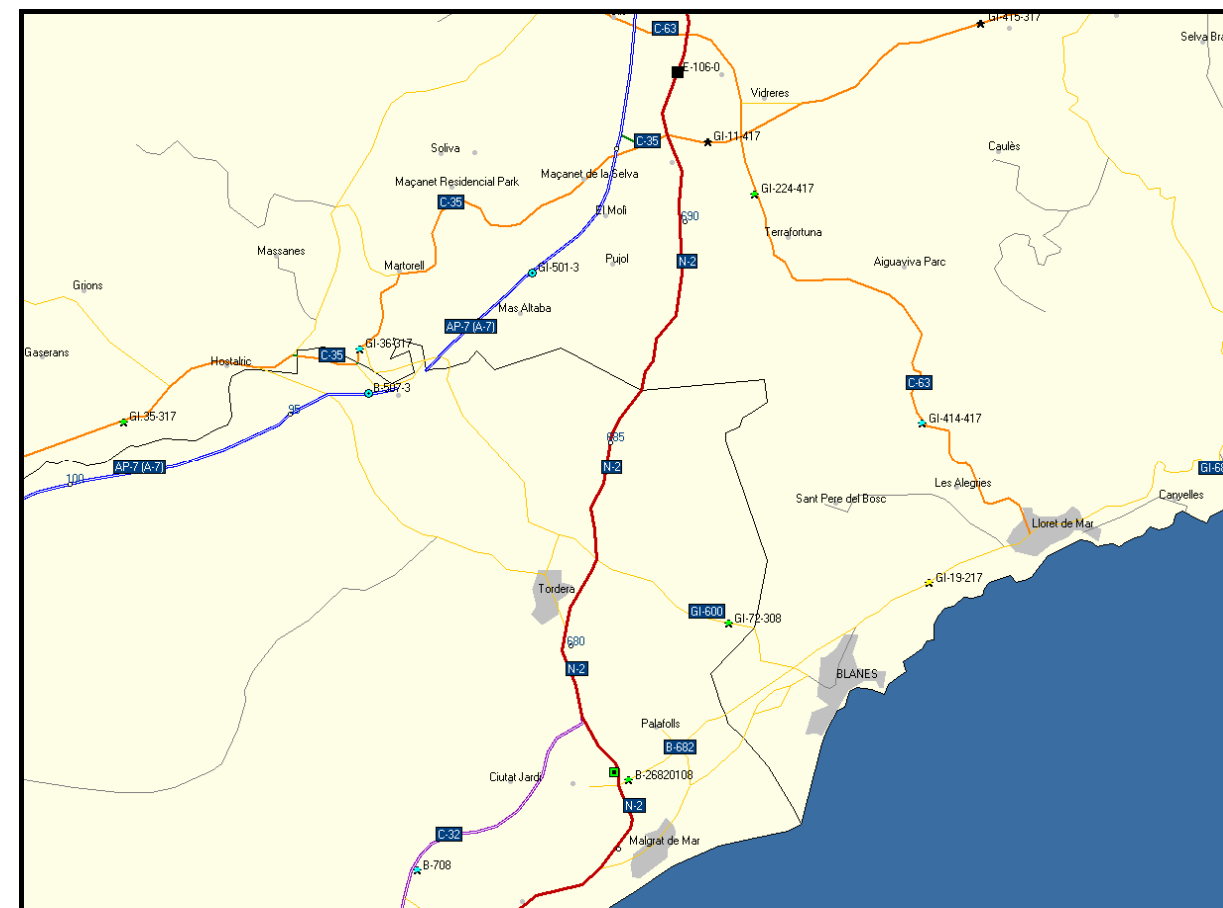 GI-415-317
C-63
Selva Bra
E-106-0
Vidreres
GI-11-417
C-35
Soliva
Caulès
Maçanet de la Selva
Maçanet Residencial Park
GI-224-417
C-35
El Molí
690
Terrafortuna
Massanes
Pujol
N-2
Aiguaviva Parc
Martorell
GI-501-3
Grions
Mas Altaba
AP-7 (A-7)
GI-36-317
Gaserans
C-35
Hostalric
C-63
B-507-3
95
GI-35-317
GI-414-417
685
AP-7 (A-7)
N-2
GI-68
100
Les Alegries
Sant Pere del Bosc
Canyelles
Lloret de Mar
GI-19-217
Tordera
GI-600
GI-72-308
680
N-2
BLANES
Palafolls
B-682
Ciutat Jardí
B-26820108
N-2
C-32
Malgrat de Mar
B-708